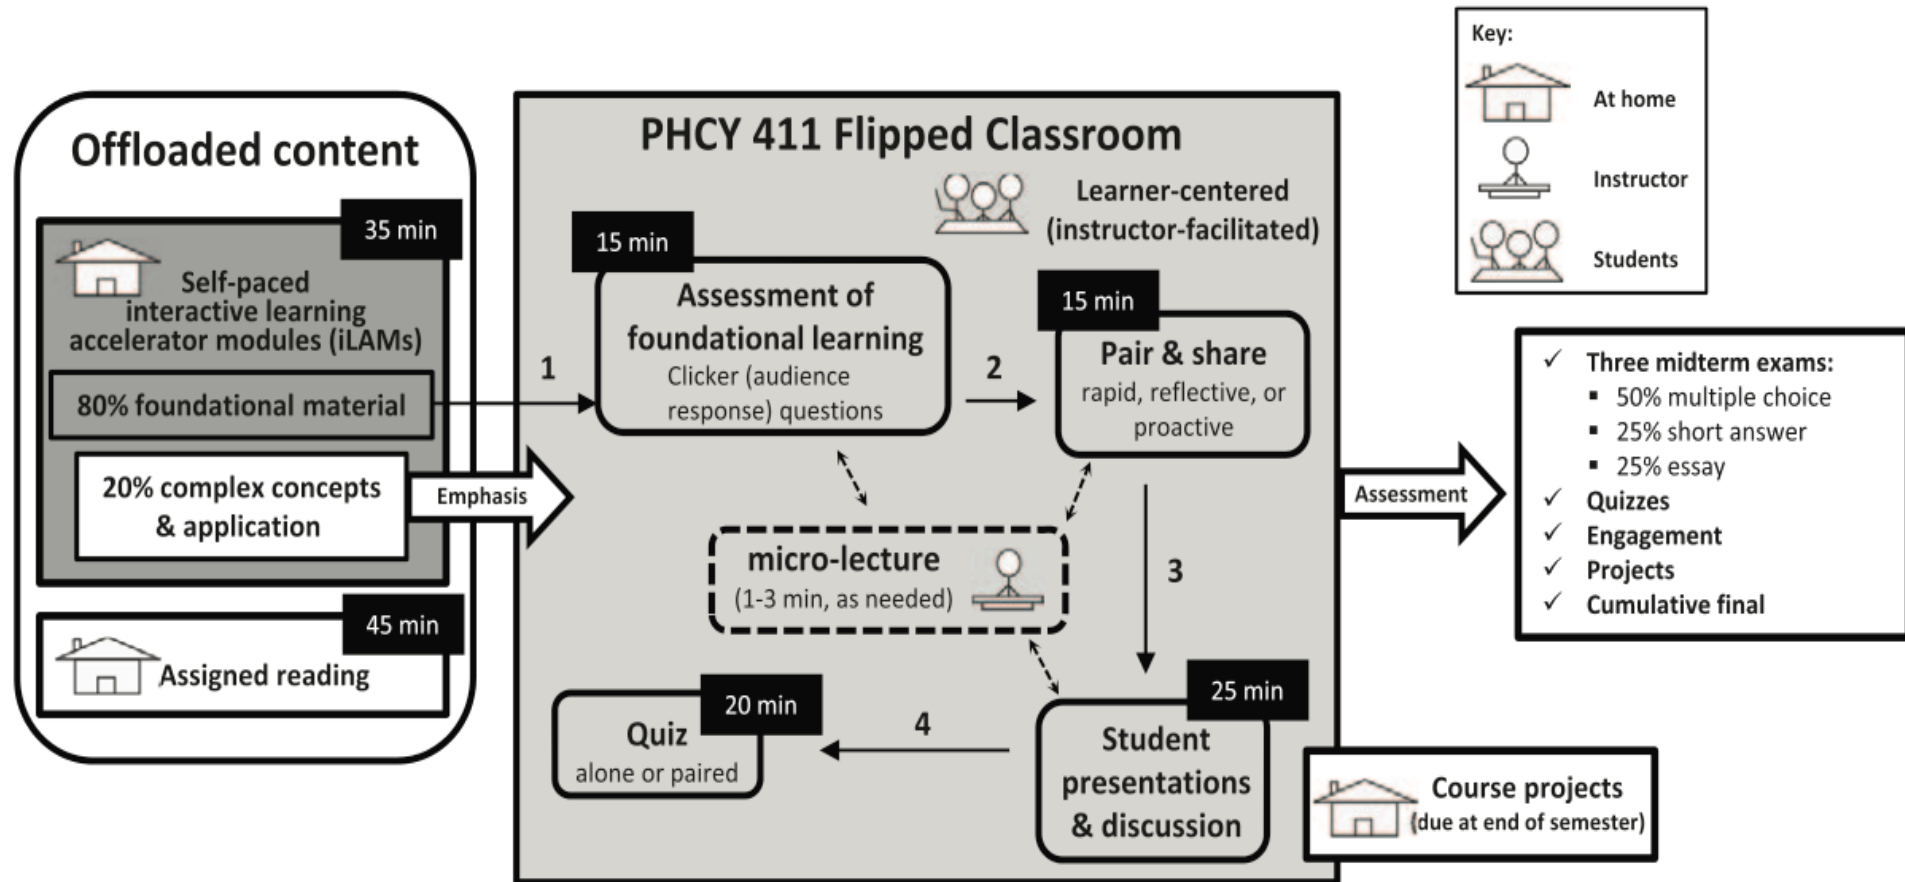 Offloaded content
35 min
Self-paced
interactive learning
accelerator modules (iLAMs)
80% foundational material
20% complex concepts
& application
45 min
Assigned reading
1
Emphasis
PHCY 411 Flipped Classroom
Learner-centered
(instructor-facilitated)
15 min
Assessment of
foundational learning
Clicker (audience
response) questions
2
15 min
Pair & share
rapid, reflective, or
proactive
micro-lecture
(1-3 min, as needed)
3
25 min
Student
presentations
& discussion
4
20 min
Quiz
alone or paired
Assessment
Key:
At home
Instructor
Students
✓ Three midterm exams:
▪ 50% multiple choice
▪ 25% short answer
▪ 25% essay
✓ Quizzes
✓ Engagement
✓ Projects
✓ Cumulative final
Course projects
(due at end of semester)